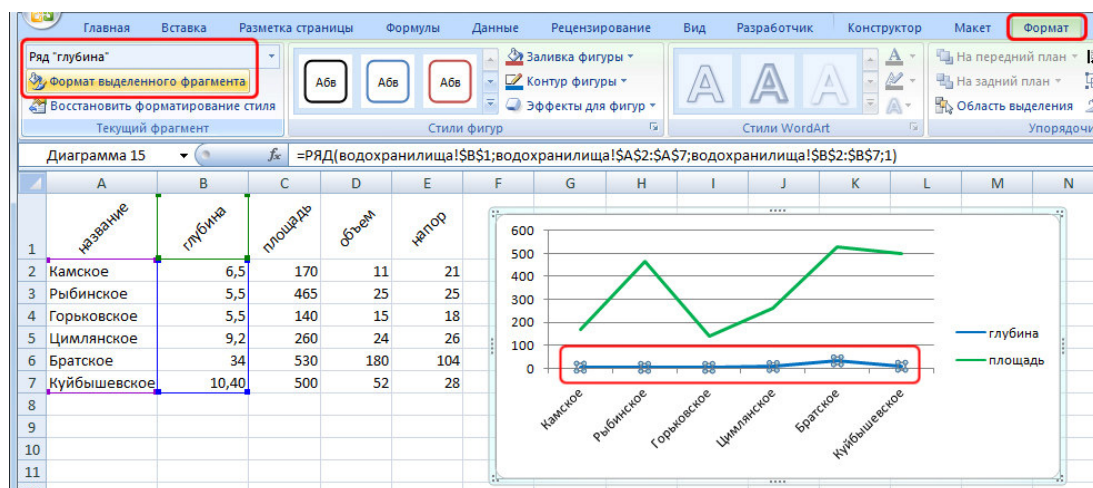 Главная Вставка Разметка страницы Формулы Данные Рецензирование Вид Разработчик Конструктор Макет Формат
Ряд "глубина"
Формат выделенного фрагмента
Восстановить форматирование стиля
Текущий фрагмент
Абв Абв Абв
Заливка фигуры
Контур фигуры
Эффекты для фигур
Стили фигур
A A A
Стили WordArt
На передний план
На задний план
Область выделения
Диаграмма 15 fx =РЯД(водохранилища!$B$1;водохранилища!$A$2:$A$7;водохранилища!$B$2:$B$7;1)
A B C D E F G H I J K L M N
1 название глубина площадь объем напор
2 Камское 6,5 170 11 21
3 Рыбинское 5,5 465 25 25
4 Горьковское 5,5 140 15 18
5 Цимлянское 9,2 260 24 26
6 Братское 34 530 180 104
7 Куйбышевское 10,40 500 52 28
8
9
10
11
600
500
400
300
200
100
0
Камское Рыбинское Горьковское Цимлянское Братское Куйбышевское
глубина
площадь